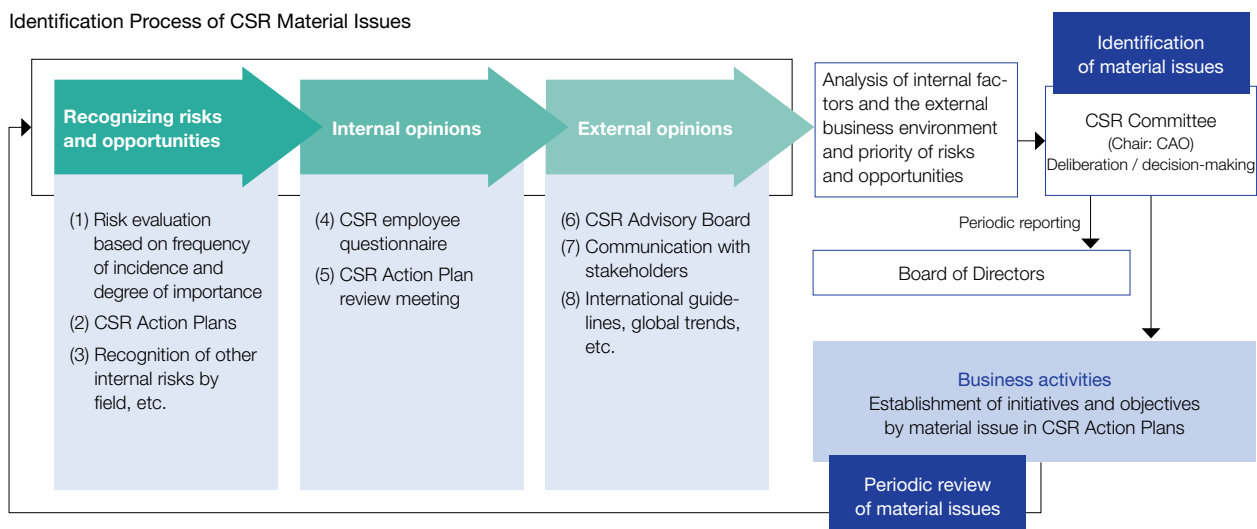 Identification Process of CSR Material Issues
Recognizing risks
and opportunities
(1) Risk evaluation
based on frequency
of incidence and
degree of importance
(2) CSR Action Plans
(3) Recognition of other
internal risks by
field, etc.
Internal opinions
(4) CSR employee
questionnaire
(5) CSR Action Plan
review meeting
External opinions
(6) CSR Advisory Board
(7) Communication with
stakeholders
(8) International guide-
lines, global trends,
etc.
Analysis of internal fac-
tors and the external
business environment
and priority of risks
and opportunities
Identification
of material issues
CSR Committee
(Chair: CAO)
Deliberation / decision-making
Periodic reporting
Board of Directors
Business activities
Establishment of initiatives and objectives
by material issue in CSR Action Plans
Periodic review
of material issues